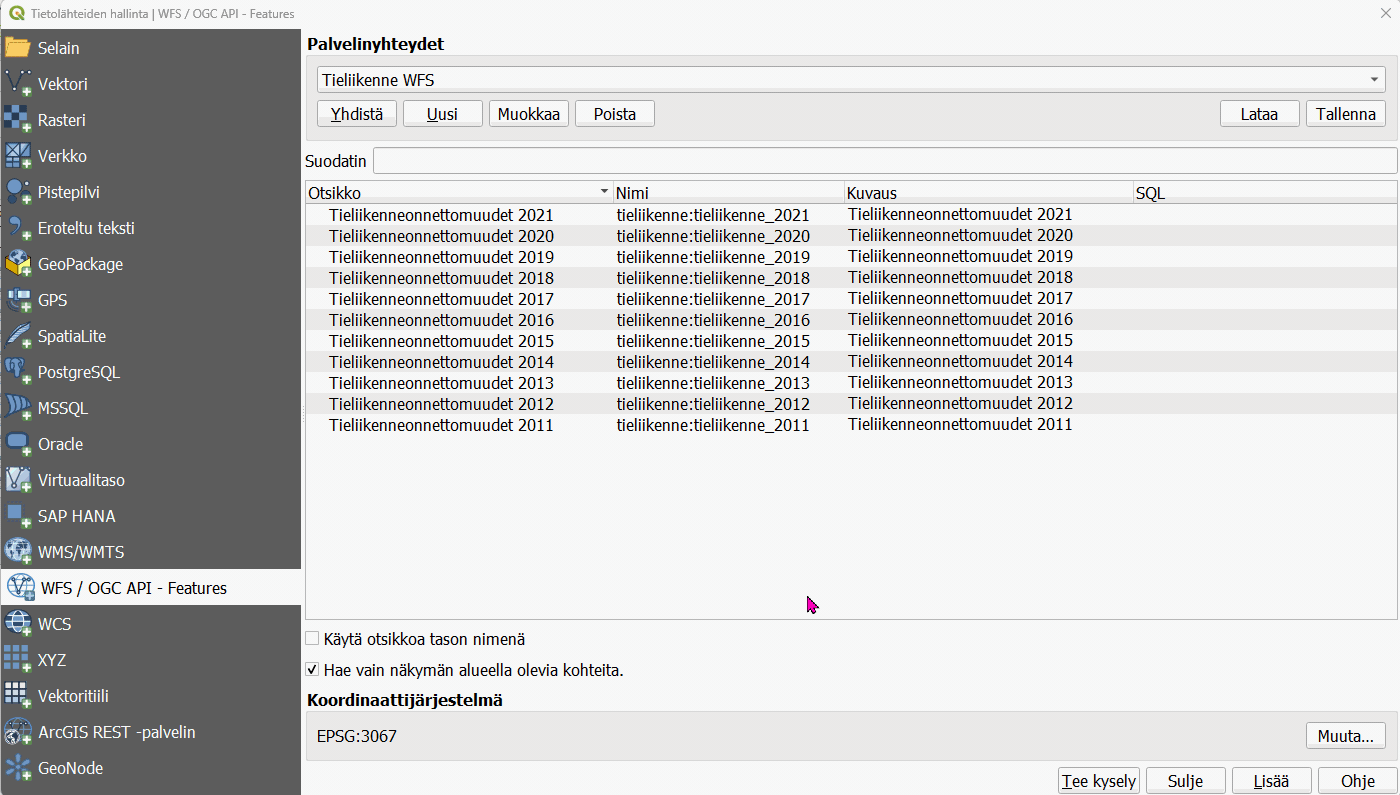 Tietolähteiden hallinta | WFS / OGC API - Features
Selain
Vektori
Rasteri
Verkko
Pistepilvi
Eroteltu teksti
GeoPackage
GPS
SpatiaLite
PostgreSQL
MSSQL
Oracle
Virtuaalitaso
SAP HANA
WMS/WMTS
WFS / OGC API - Features
WCS
XYZ
Vektoritiili
ArcGIS REST -palvelin
GeoNode
Palvelinyhteydet
Tieliikenne WFS
Yhdistä Uusi Muokkaa Poista Lataa Tallenna
Suodatin
Otsikko Nimi Kuvaus SQL
Tieliikenneonnettomuudet 2021 tieliikenne:tieliikenne_2021 Tieliikenneonnettomuudet 2021
Tieliikenneonnettomuudet 2020 tieliikenne:tieliikenne_2020 Tieliikenneonnettomuudet 2020
Tieliikenneonnettomuudet 2019 tieliikenne:tieliikenne_2019 Tieliikenneonnettomuudet 2019
Tieliikenneonnettomuudet 2018 tieliikenne:tieliikenne_2018 Tieliikenneonnettomuudet 2018
Tieliikenneonnettomuudet 2017 tieliikenne:tieliikenne_2017 Tieliikenneonnettomuudet 2017
Tieliikenneonnettomuudet 2016 tieliikenne:tieliikenne_2016 Tieliikenneonnettomuudet 2016
Tieliikenneonnettomuudet 2015 tieliikenne:tieliikenne_2015 Tieliikenneonnettomuudet 2015
Tieliikenneonnettomuudet 2014 tieliikenne:tieliikenne_2014 Tieliikenneonnettomuudet 2014
Tieliikenneonnettomuudet 2013 tieliikenne:tieliikenne_2013 Tieliikenneonnettomuudet 2013
Tieliikenneonnettomuudet 2012 tieliikenne:tieliikenne_2012 Tieliikenneonnettomuudet 2012
Tieliikenneonnettomuudet 2011 tieliikenne:tieliikenne_2011 Tieliikenneonnettomuudet 2011
Käytä otsikkoa tason nimenä
Hae vain näkymän alueella olevia kohteita.
Koordinaattijärjestelmä
EPSG:3067 Muuta...
Tee kysely Sulje Lisää Ohje